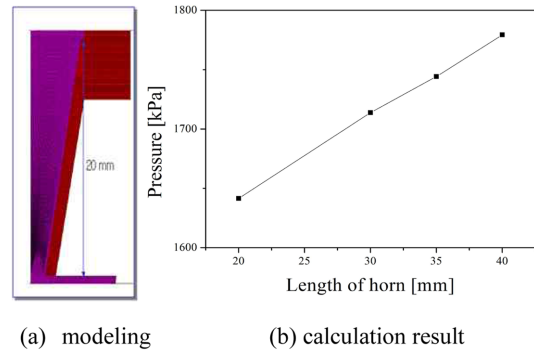 20 mm
1800
1700
1600
Pressure [kPa]
20
25
30
35
40
Length of horn [mm]
(a) modeling
(b) calculation result